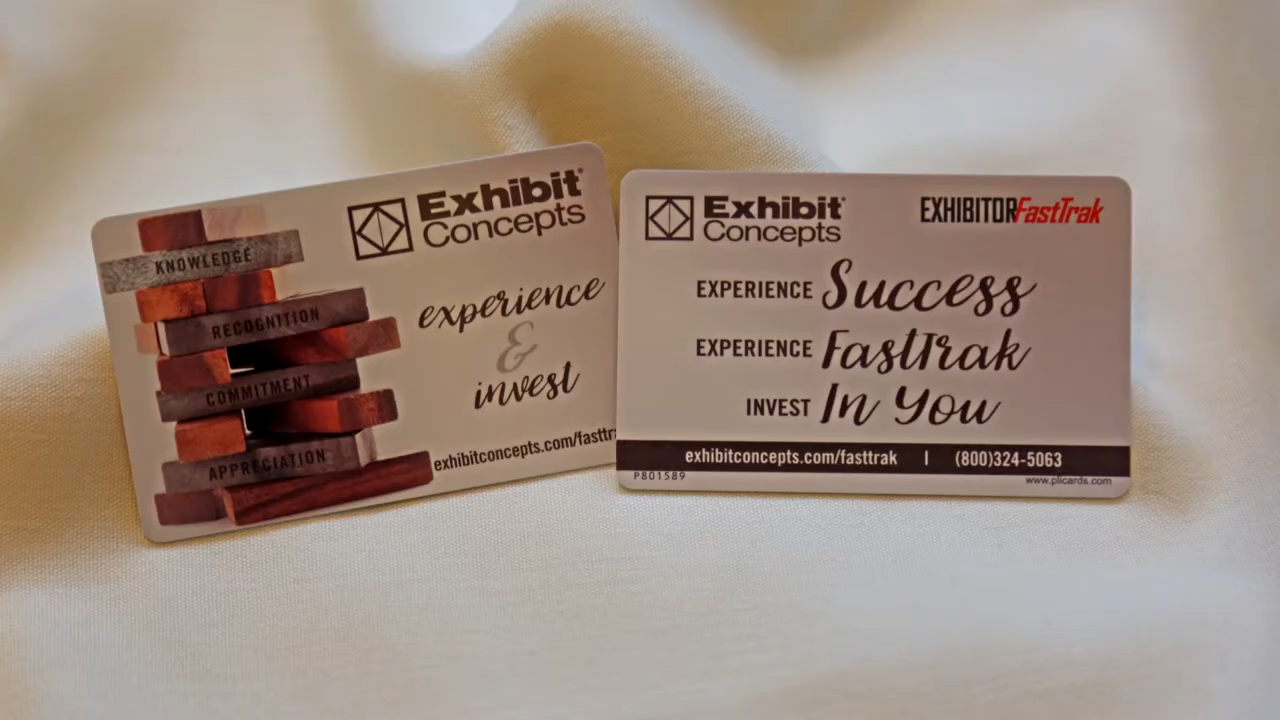 Exhibit
Concepts
KNOWLEDGE
RECOGNITION
COMMITMENT
APPRECIATION
experience
&
invest
exhibitconcepts.com/fasttr
Exhibit
Concepts
EXHIBITORFastTrak
EXPERIENCE Success
EXPERIENCE FastTrak
INVEST In You
exhibitconcepts.com/fasttrak | (800)324-5063
P801589
www.plicards.com